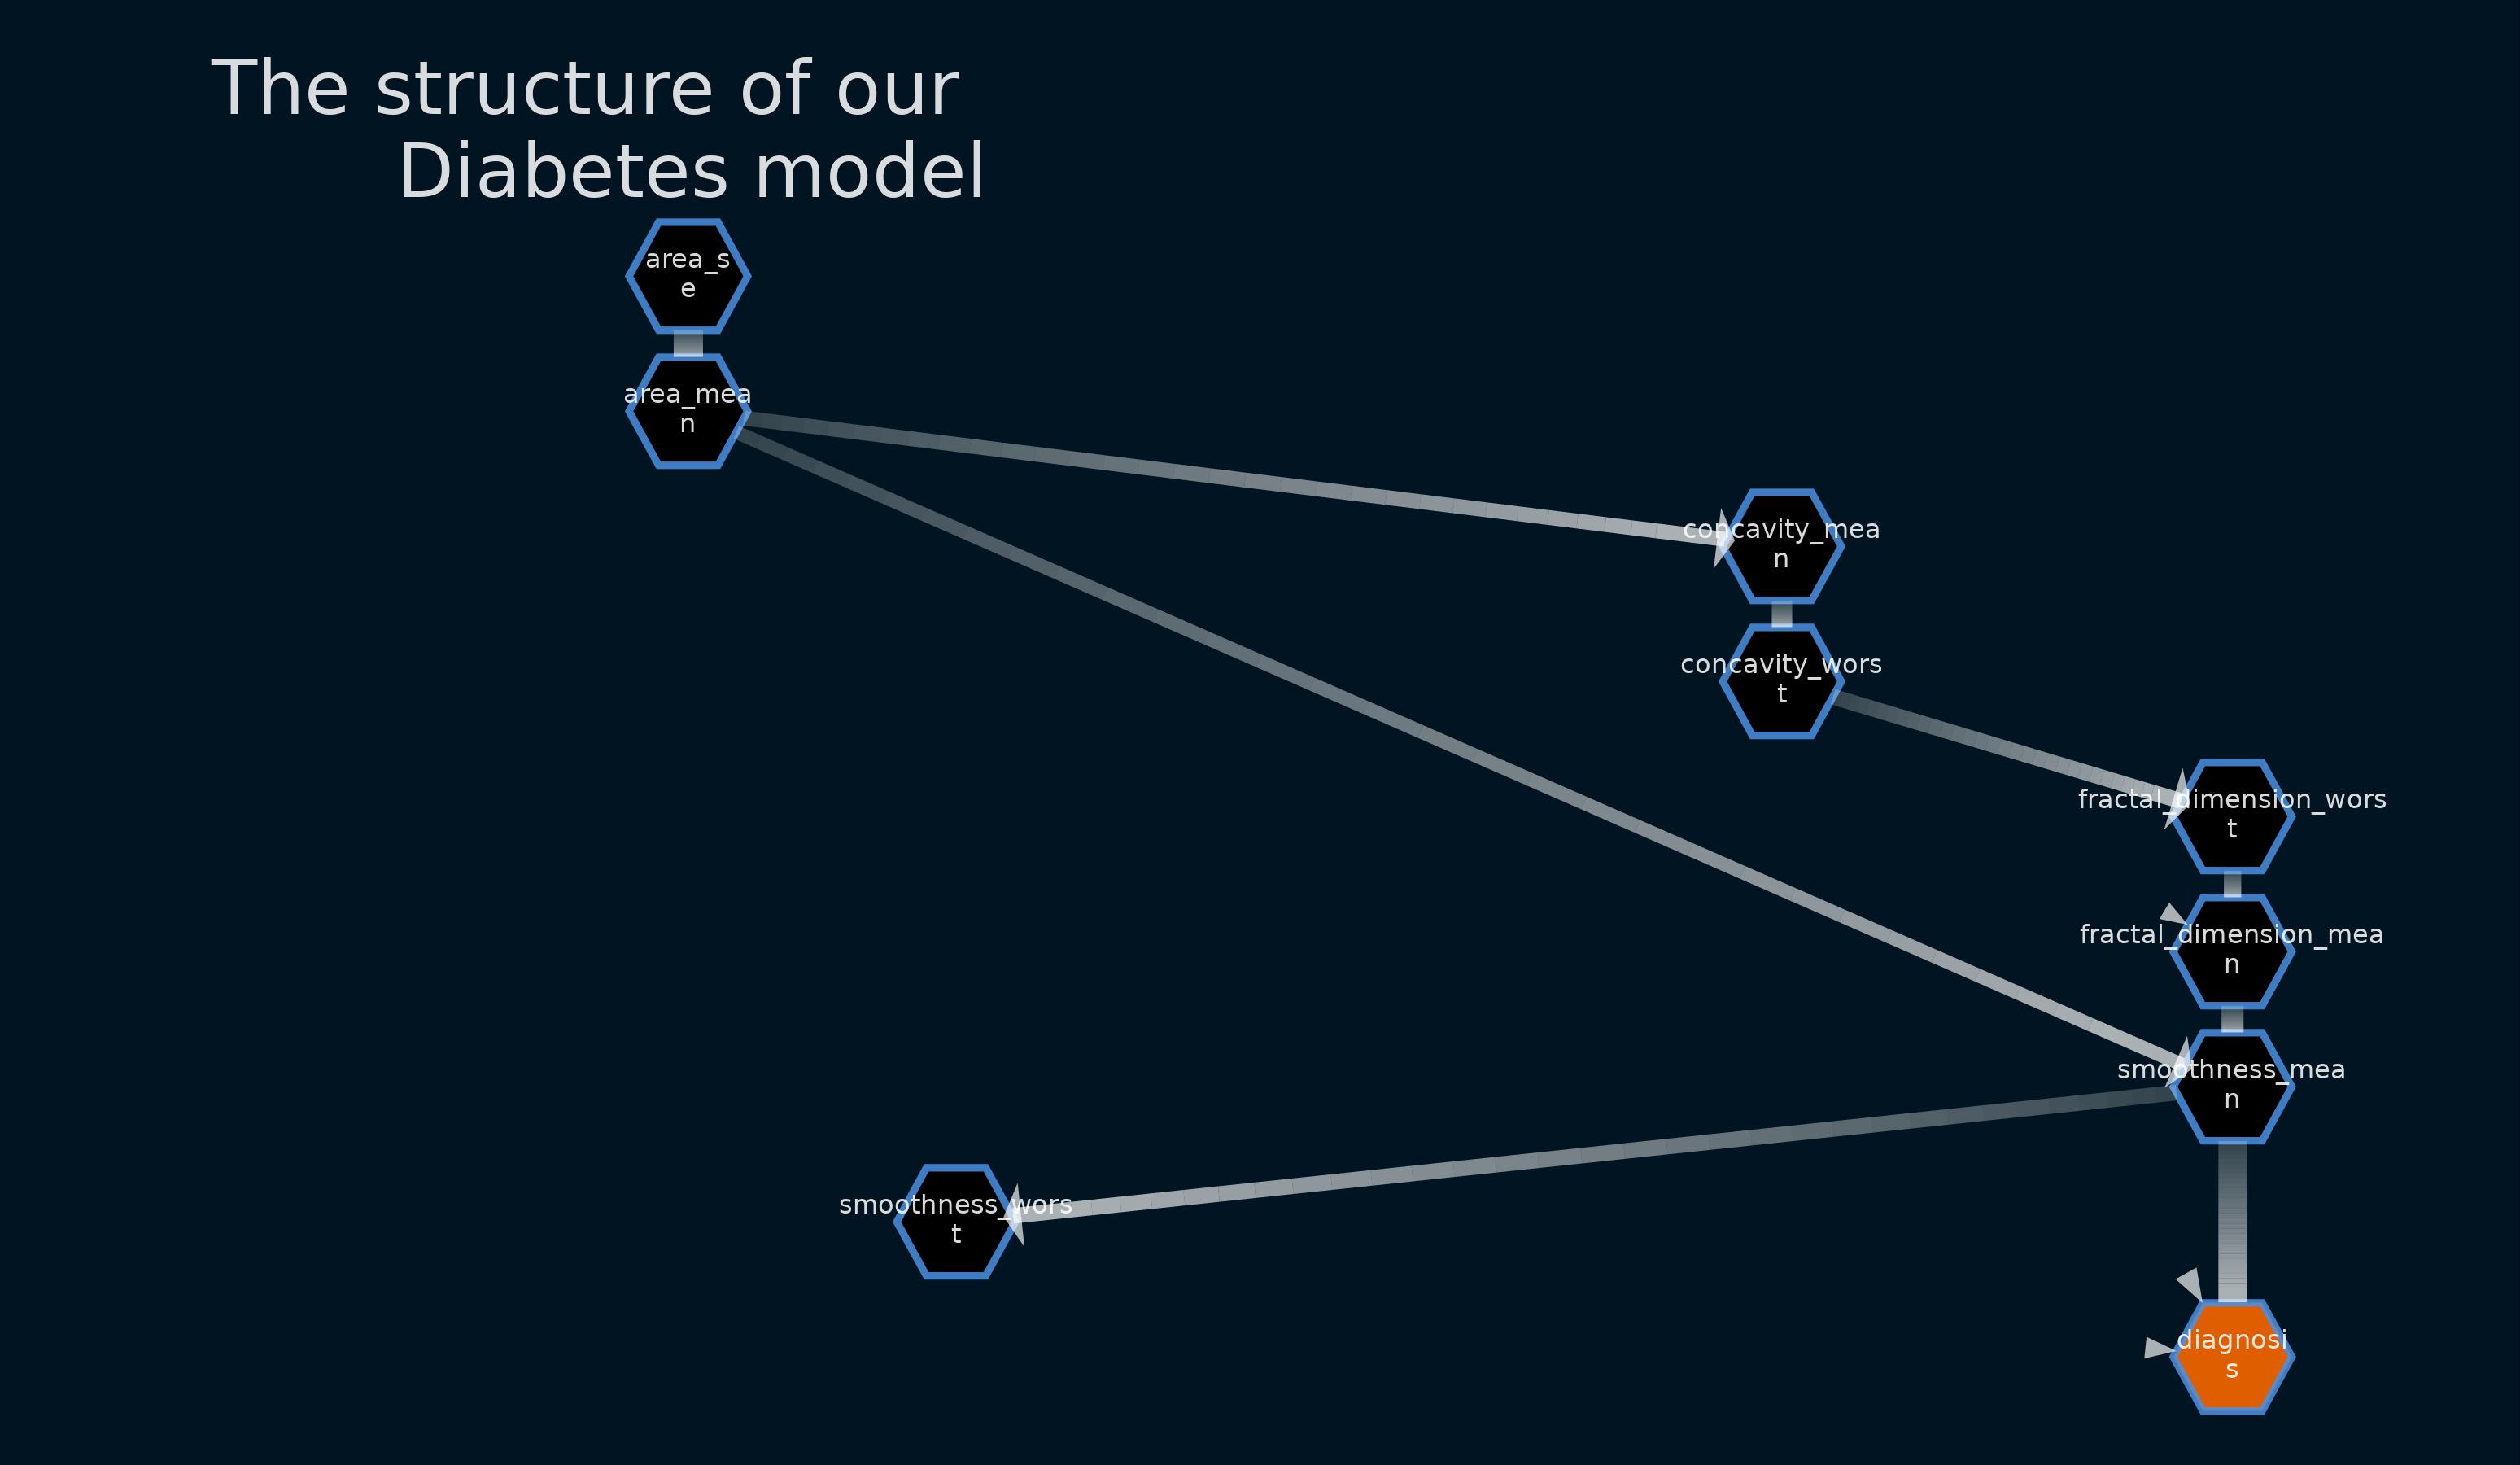 The structure of our
Diabetes model
area_s
e
area_mea
n
concavity_mea
n
concavity_wors
t
fractal_dimension_wors
t
fractal_dimension_mea
n
smoothness_mea
n
smoothness_wors
t
diagnosi
s